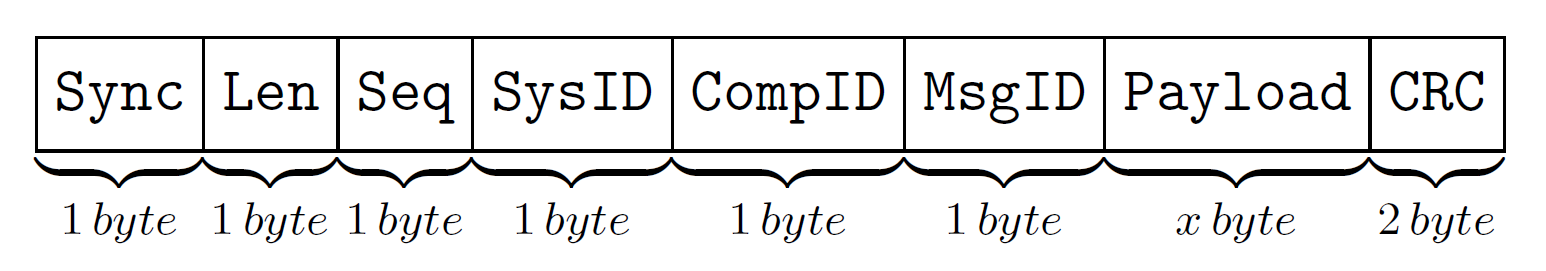 Sync Len Seq SysID CompID MsgID Payload CRC
1 byte 1 byte 1 byte 1 byte 1 byte 1 byte x byte 2 byte